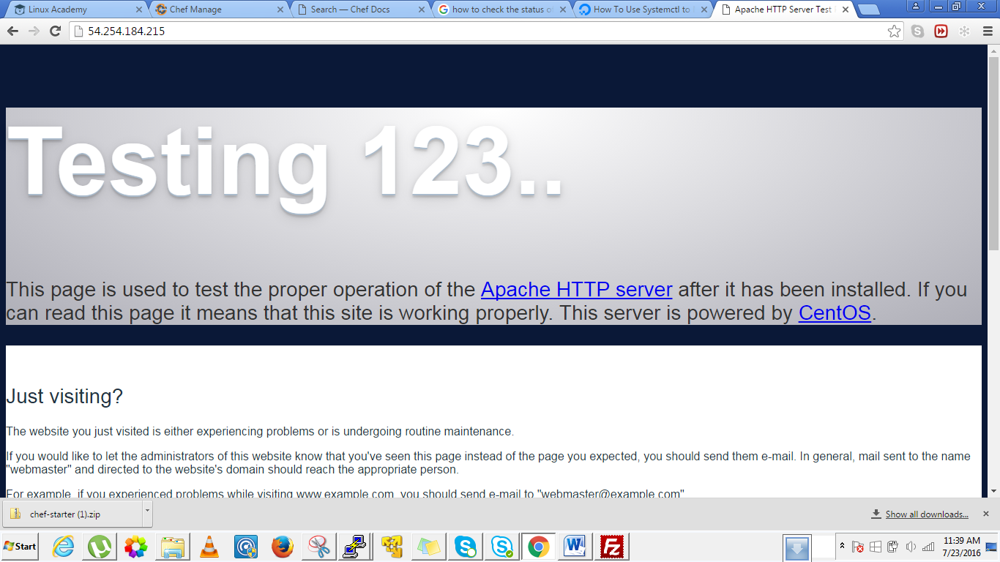 Linux Academy
Chef Manage
Search — Chef Docs
how to check the status o
How To Use Systemctl to
Apache HTTP Server Test
54.254.184.215
Testing 123..
This page is used to test the proper operation of the Apache HTTP server after it has been installed. If you
can read this page it means that this site is working properly. This server is powered by CentOS.
Just visiting?
The website you just visited is either experiencing problems or is undergoing routine maintenance.
If you would like to let the administrators of this website know that you've seen this page instead of the page you expected, you should send them e-mail. In general, mail sent to the name
"webmaster" and directed to the website's domain should reach the appropriate person.
For example, if you experienced problems while visiting www.example.com, you should send e-mail to "webmaster@example.com"
chef-starter (1).zip
Show all downloads...
Start
11:39 AM
7/23/2016